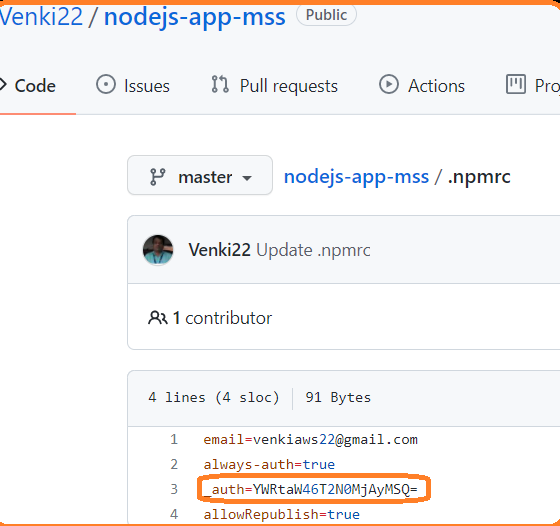 Venki22 / nodejs-app-mss Public
Code Issues Pull requests Actions Pro
master nodejs-app-mss / .npmrc
Venki22 Update .npmrc
1 contributor
4 lines (4 sloc) 91 Bytes
1 email=venkiaws22@gmail.com
2 always-auth=true
3 _auth=YWRtaW46T2N0MjAyMSQ=
4 allowRepublish=true